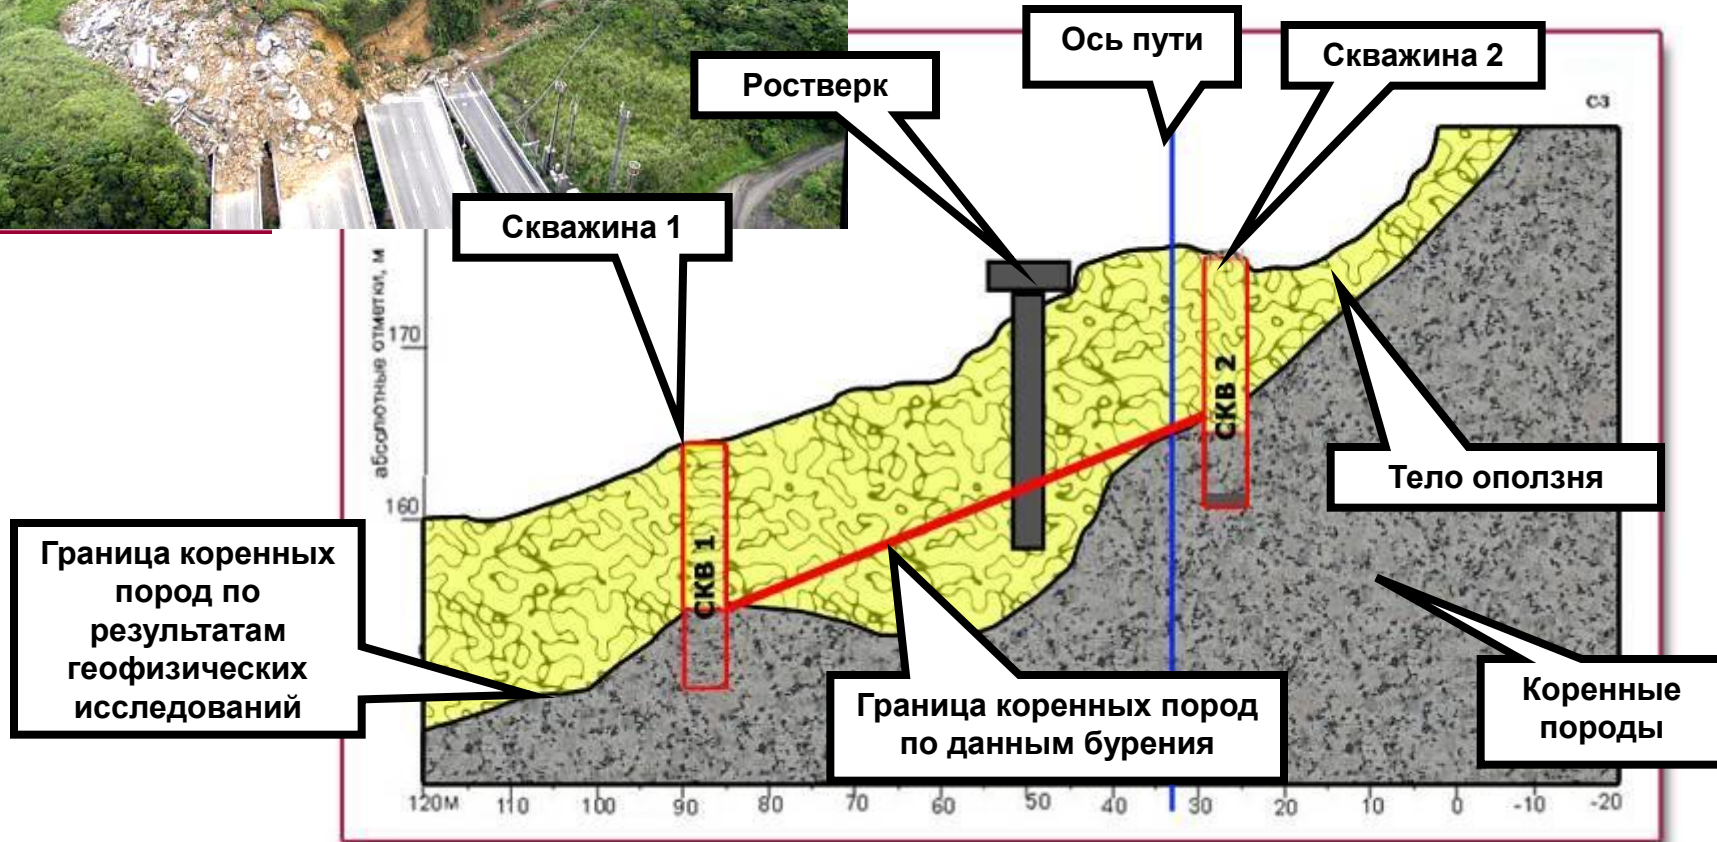 Ось пути
Скважина 2
Ростверк
С-З
Скважина 1
абсолютные отметки, м
170
160
СКВ 2
СКВ 1
Тело оползня
Граница коренных
пород по
результатам
геофизических
исследований
Граница коренных пород
по данным бурения
Коренные
породы
120м 110 100 90 80 70 60 50 40 30 20 10 0 -10 -20